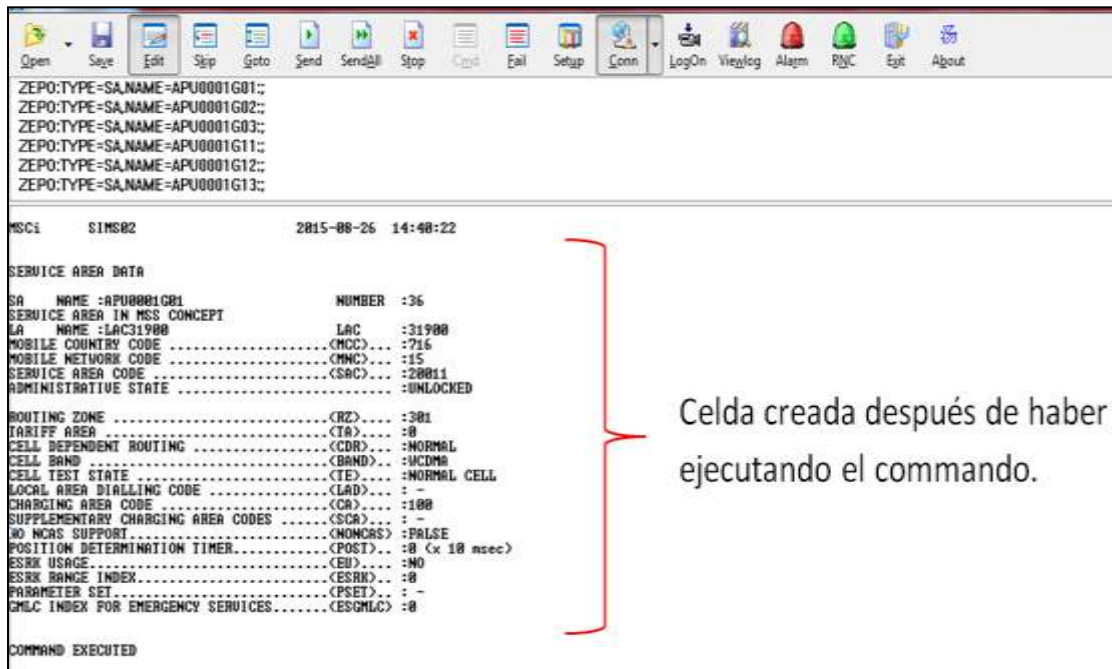 Open Save Edit Skip Goto Send SendAll Stop Cmd Fail Setup Conn LogOn Viewlog Alarm RNC Exit About
ZEPO:TYPE=SA,NAME=APU0001G01:;
ZEPO:TYPE=SA,NAME=APU0001G02:;
ZEPO:TYPE=SA,NAME=APU0001G03:;
ZEPO:TYPE=SA,NAME=APU0001G11:;
ZEPO:TYPE=SA,NAME=APU0001G12:;
ZEPO:TYPE=SA,NAME=APU0001G13:;
MSCi SIMS02 2015-08-26 14:40:22
SERVICE AREA DATA
SA NAME :APU0001G01 NUMBER :36
SERVICE AREA IN MSS CONCEPT
LA NAME :LAC31900 LAC :31900
MOBILE COUNTRY CODE .....................(MCC)... :716
MOBILE NETWORK CODE .....................(MNC)... :15
SERVICE AREA CODE .......................(SAC)... :20011
ADMINISTRATIVE STATE ............................ :UNLOCKED
ROUTING ZONE ............................(RZ).... :301
TARIFF AREA .............................(TA).... :0
CELL DEPENDENT ROUTING ..................(CDR)... :NORMAL
CELL BAND ...............................(BAND).. :WCDMA
CELL TEST STATE .........................(TE).... :NORMAL CELL
LOCAL AREA DIALLING CODE ................(LAD)... : -
CHARGING AREA CODE ......................(CA).... :100
SUPPLEMENTARY CHARGING AREA CODES ......(SCA)... : -
NO NCAS SUPPORT.........................(NONCAS) :FALSE
POSITION DETERMINATION TIMER............(POST).. :0 (x 10 msec)
ESRK USAGE..............................(EU).... :NO
ESRK RANGE INDEX........................(ESRK).. :0
PARAMETER SET...........................(PSET).. : -
GMLC INDEX FOR EMERGENCY SERVICES.......(ESGMLC) :0
COMMAND EXECUTED
Celda creada después de haber
ejecutando el commando.